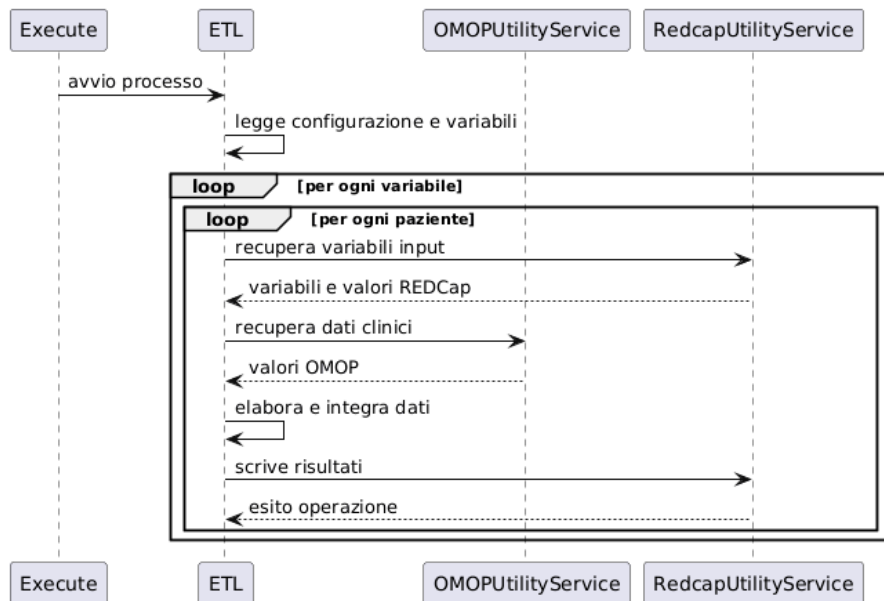 Execute ETL OMOPUtilityService RedcapUtilityService
avvio processo
legge configurazione e variabili
loop [per ogni variabile]
loop [per ogni paziente]
recupera variabili input
variabili e valori REDCap
recupera dati clinici
valori OMOP
elabora e integra dati
scrive risultati
esito operazione
Execute ETL OMOPUtilityService RedcapUtilityService